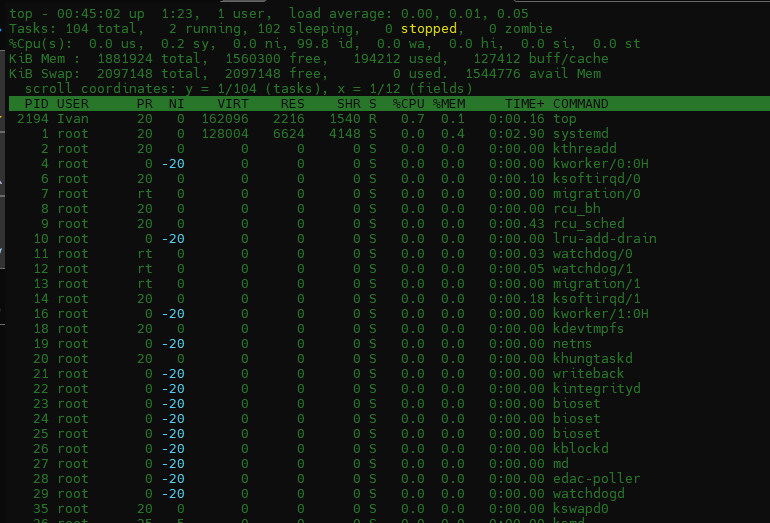 top - 00:45:02 up  1:23,  1 user,  load average: 0.00, 0.01, 0.05
Tasks: 104 total,   2 running, 102 sleeping,   0 stopped,   0 zombie
%Cpu(s):  0.0 us,  0.2 sy,  0.0 ni, 99.8 id,  0.0 wa,  0.0 hi,  0.0 si,  0.0 st
KiB Mem :  1881924 total,  1560300 free,   194212 used,   127412 buff/cache
KiB Swap:  2097148 total,  2097148 free,        0 used.  1544776 avail Mem
  scroll coordinates: y = 1/104 (tasks), x = 1/12 (fields)
  PID USER      PR  NI    VIRT    RES    SHR S  %CPU %MEM     TIME+ COMMAND
 2194 Ivan      20   0  162096   2216   1540 R   0.7  0.1   0:00.16 top
    1 root      20   0  128004   6624   4148 S   0.0  0.4   0:02.90 systemd
    2 root      20   0       0      0      0 S   0.0  0.0   0:00.00 kthreadd
    4 root       0 -20       0      0      0 S   0.0  0.0   0:00.00 kworker/0:0H
    6 root      20   0       0      0      0 S   0.0  0.0   0:00.10 ksoftirqd/0
    7 root      rt   0       0      0      0 S   0.0  0.0   0:00.00 migration/0
    8 root      20   0       0      0      0 S   0.0  0.0   0:00.00 rcu_bh
    9 root      20   0       0      0      0 S   0.0  0.0   0:00.43 rcu_sched
   10 root       0 -20       0      0      0 S   0.0  0.0   0:00.00 lru-add-drain
   11 root      rt   0       0      0      0 S   0.0  0.0   0:00.03 watchdog/0
   12 root      rt   0       0      0      0 S   0.0  0.0   0:00.05 watchdog/1
   13 root      rt   0       0      0      0 S   0.0  0.0   0:00.00 migration/1
   14 root      20   0       0      0      0 S   0.0  0.0   0:00.18 ksoftirqd/1
   16 root       0 -20       0      0      0 S   0.0  0.0   0:00.00 kworker/1:0H
   18 root      20   0       0      0      0 S   0.0  0.0   0:00.00 kdevtmpfs
   19 root       0 -20       0      0      0 S   0.0  0.0   0:00.00 netns
   20 root      20   0       0      0      0 S   0.0  0.0   0:00.00 khungtaskd
   21 root       0 -20       0      0      0 S   0.0  0.0   0:00.00 writeback
   22 root       0 -20       0      0      0 S   0.0  0.0   0:00.00 kintegrityd
   23 root       0 -20       0      0      0 S   0.0  0.0   0:00.00 bioset
   24 root       0 -20       0      0      0 S   0.0  0.0   0:00.00 bioset
   25 root       0 -20       0      0      0 S   0.0  0.0   0:00.00 bioset
   26 root       0 -20       0      0      0 S   0.0  0.0   0:00.00 kblockd
   27 root       0 -20       0      0      0 S   0.0  0.0   0:00.00 md
   28 root       0 -20       0      0      0 S   0.0  0.0   0:00.00 edac-poller
   29 root       0 -20       0      0      0 S   0.0  0.0   0:00.00 watchdogd
   35 root      20   0       0      0      0 S   0.0  0.0   0:00.00 kswapd0